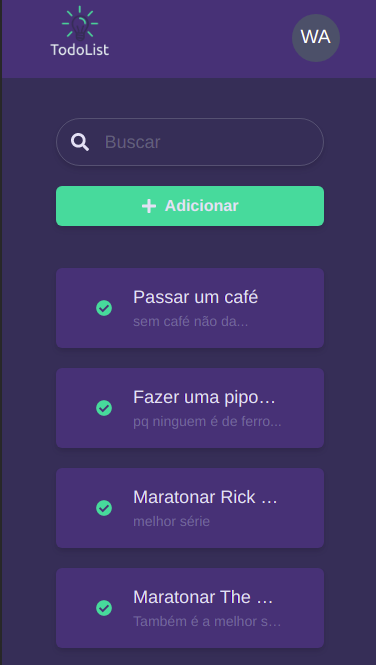 TodoList
WA
Buscar
Adicionar
Passar um café
sem café não da...
Fazer uma pipo...
pq ninguem é de ferro...
Maratonar Rick ...
melhor série
Maratonar The ...
Também é a melhor s...